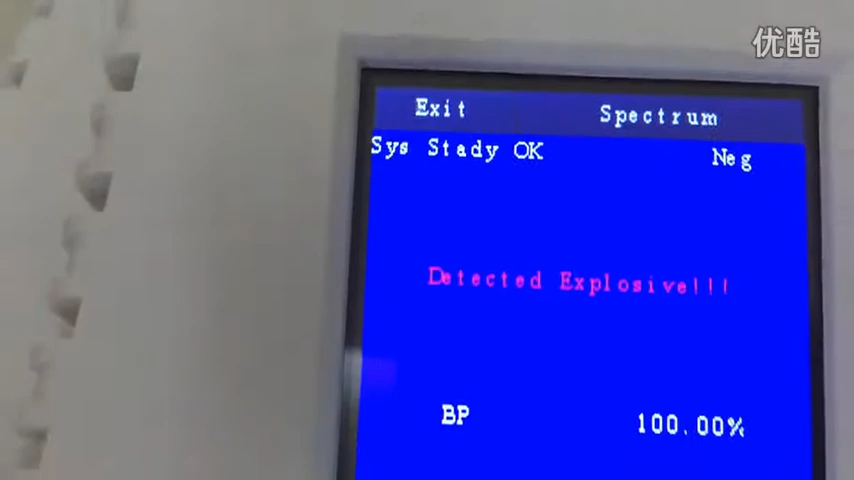 优酷
Exit Spectrum
Sys Stady OK Neg
Detected Explosive!!!
BP 100.00%